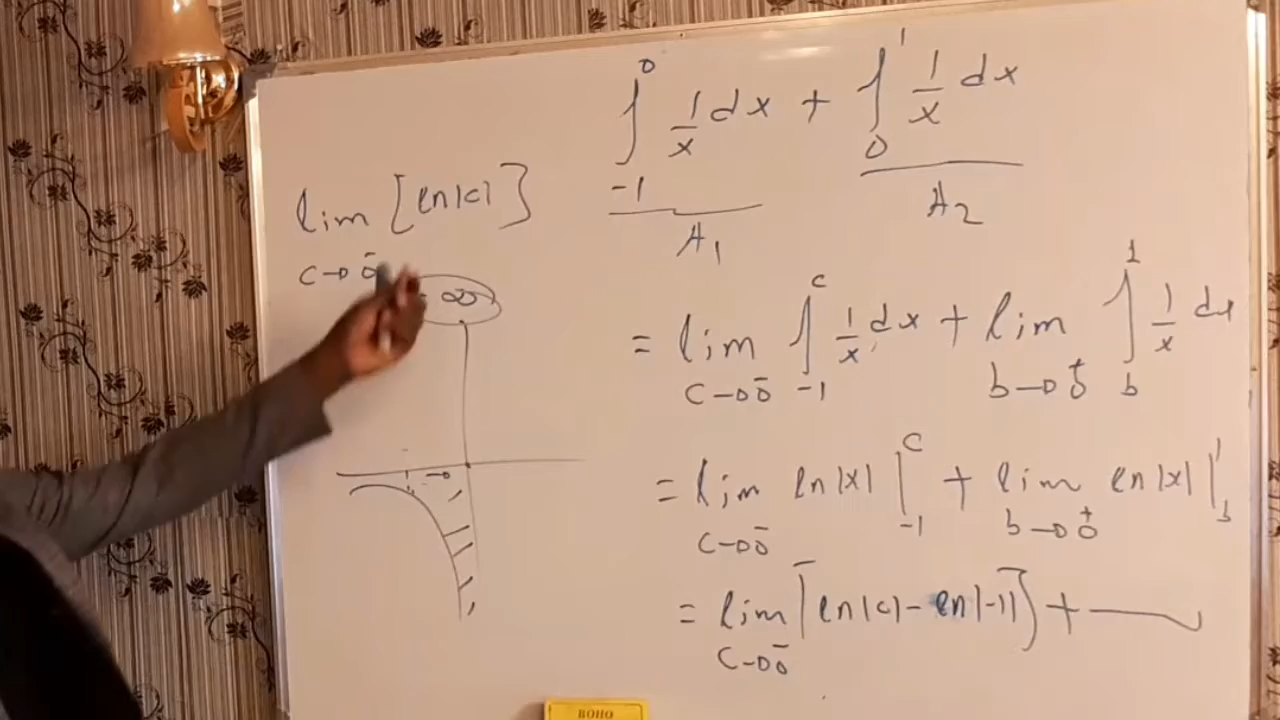 ∫₋₁⁰ 1/x dx + ∫₀¹ 1/x dx
A₁ A₂
lim [ln|c|]
c→0⁻
∞
= lim ∫₋₁ᶜ 1/x dx + lim ∫_b¹ 1/x dx
c→0⁻ b→0⁺
= lim ln|x| |₋₁ᶜ + lim ln|x| |_b¹
c→0⁻ b→0⁺
= lim [ln|c| - ln|-1|] +
c→0⁻
BOHO